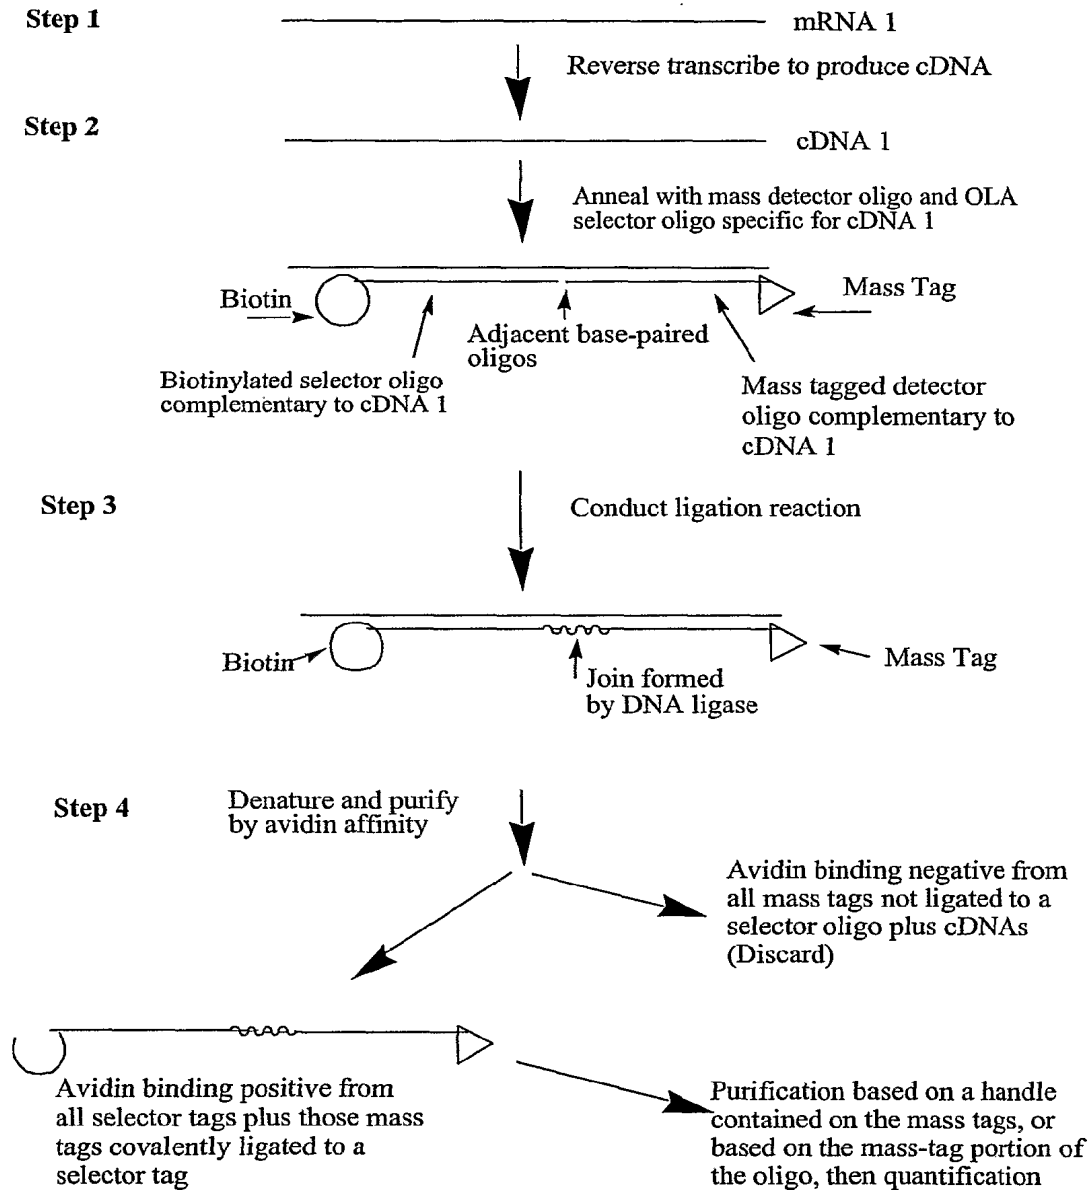 Step 1
mRNA 1
Reverse transcribe to produce cDNA
Step 2
cDNA 1
Anneal with mass detector oligo and OLA
selector oligo specific for cDNA 1
Biotin
Mass Tag
Adjacent base-paired
oligos
Biotinylated selector oligo
complementary to cDNA 1
Mass tagged detector
oligo complementary to
cDNA 1
Step 3
Conduct ligation reaction
Biotin
Mass Tag
Join formed
by DNA ligase
Step 4
Denature and purify
by avidin affinity
Avidin binding negative from
all mass tags not ligated to a
selector oligo plus cDNAs
(Discard)
Avidin binding positive from
all selector tags plus those mass
tags covalently ligated to a
selector tag
Purification based on a handle
contained on the mass tags, or
based on the mass-tag portion of
the oligo, then quantification